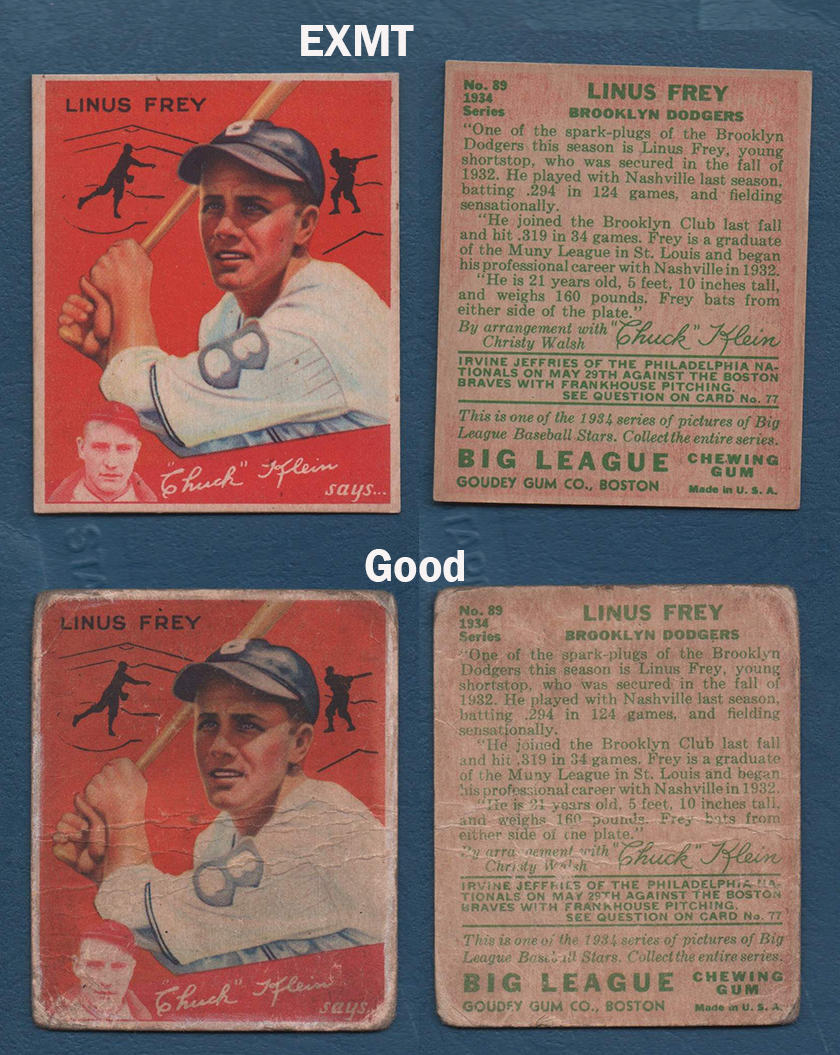 EXMT
LINUS FREY
B
8
"Chuck" Klein
says...
No. 89
1934
Series
LINUS FREY
BROOKLYN DODGERS
"One of the spark-plugs of the Brooklyn
Dodgers this season is Linus Frey, young
shortstop, who was secured in the fall of
1932. He played with Nashville last season,
batting .294 in 124 games, and fielding
sensationally.
"He joined the Brooklyn Club last fall
and hit .319 in 34 games. Frey is a graduate
of the Muny League in St. Louis and began
his professional career with Nashville in 1932.
"He is 21 years old, 5 feet, 10 inches tall,
and weighs 160 pounds. Frey bats from
either side of the plate."
By arrangement with "Chuck" Klein
Christy Walsh
IRVINE JEFFRIES OF THE PHILADELPHIA NA-
TIONALS ON MAY 29TH AGAINST THE BOSTON
BRAVES WITH FRANKHOUSE PITCHING.
SEE QUESTION ON CARD No. 77
This is one of the 1934 series of pictures of Big
League Baseball Stars. Collect the entire series.
BIG LEAGUE CHEWING
GUM
GOUDEY GUM CO., BOSTON Made in U. S. A.
Good
LINUS FREY
B
8
"Chuck" Klein
says...
No. 89
1934
Series
LINUS FREY
BROOKLYN DODGERS
"One of the spark-plugs of the Brooklyn
Dodgers this season is Linus Frey, young
shortstop, who was secured in the fall of
1932. He played with Nashville last season,
batting .294 in 124 games, and fielding
sensationally.
"He joined the Brooklyn Club last fall
and hit .319 in 34 games. Frey is a graduate
of the Muny League in St. Louis and began
his professional career with Nashville in 1932.
"He is 21 years old, 5 feet, 10 inches tall,
and weighs 160 pounds. Frey bats from
either side of the plate."
By arrangement with "Chuck" Klein
Christy Walsh
IRVINE JEFFRIES OF THE PHILADELPHIA NA-
TIONALS ON MAY 29TH AGAINST THE BOSTON
BRAVES WITH FRANKHOUSE PITCHING.
SEE QUESTION ON CARD No. 77
This is one of the 1934 series of pictures of Big
League Baseball Stars. Collect the entire series.
BIG LEAGUE CHEWING
GUM
GOUDEY GUM CO., BOSTON Made in U. S. A.